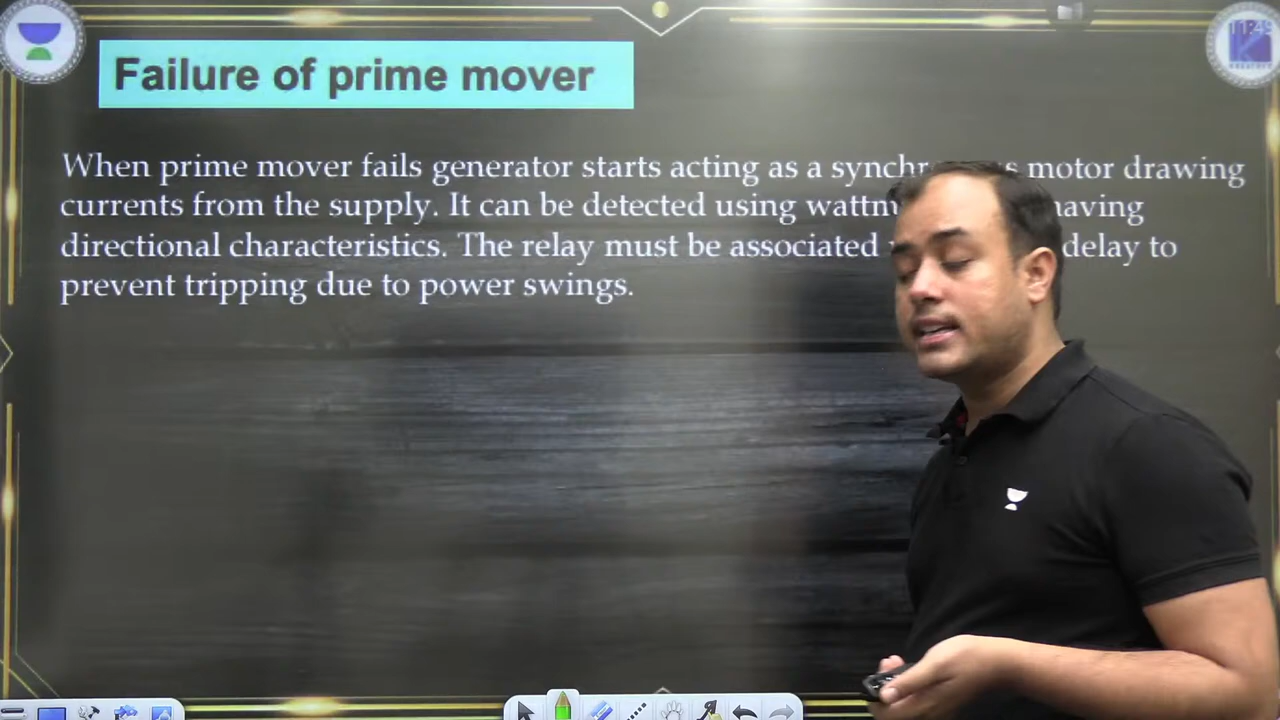 Failure of prime mover
When prime mover fails generator starts acting as a motor drawing
currents from the supply. It can be detected using having
directional characteristics. The relay must be associated delay to
prevent tripping due to power swings.